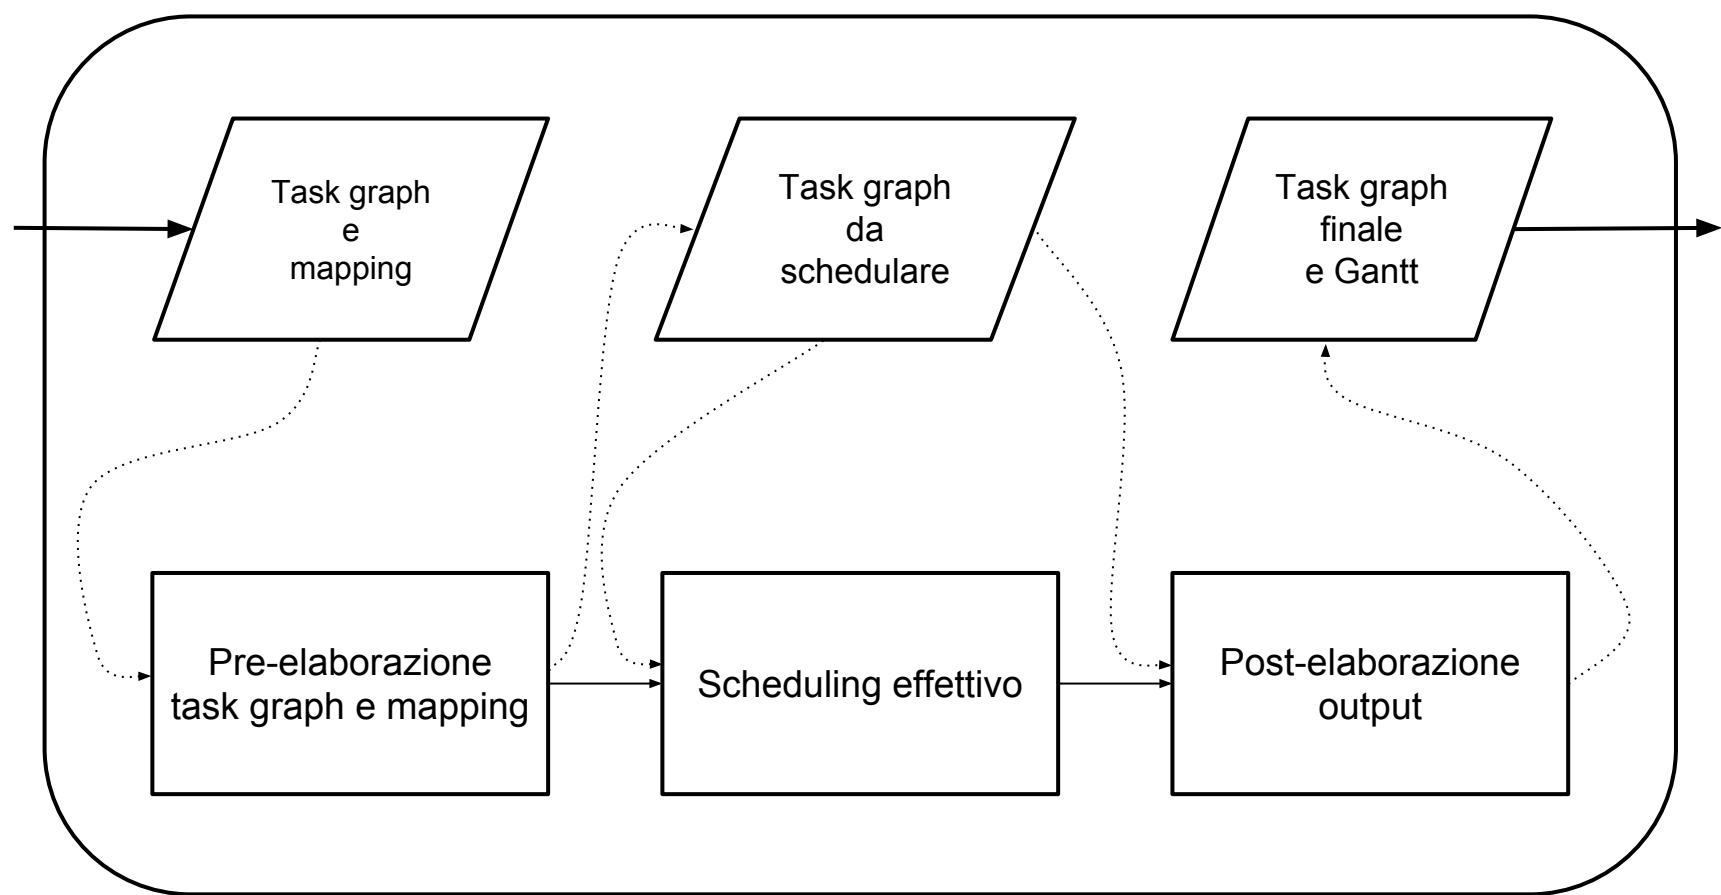 Task graph
e
mapping
Task graph
da
schedulare
Task graph
finale
e Gantt
Pre-elaborazione
task graph e mapping
Scheduling effettivo
Post-elaborazione
output